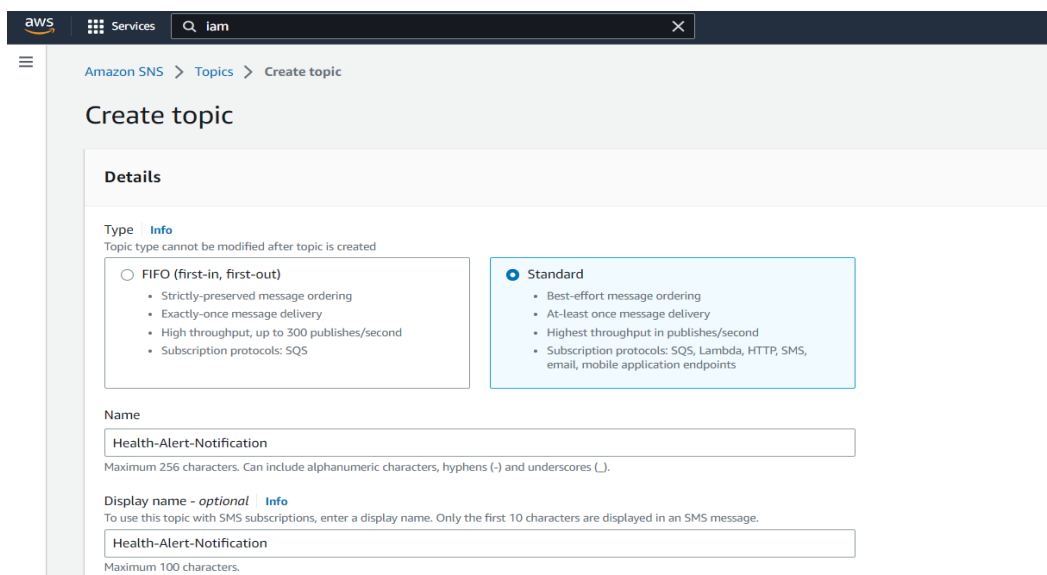 aws
Services
iam
Amazon SNS > Topics > Create topic
Create topic
Details
Type Info
Topic type cannot be modified after topic is created
FIFO (first-in, first-out)
• Strictly-preserved message ordering
• Exactly-once message delivery
• High throughput, up to 300 publishes/second
• Subscription protocols: SQS
Standard
• Best-effort message ordering
• At-least once message delivery
• Highest throughput in publishes/second
• Subscription protocols: SQS, Lambda, HTTP, SMS,
email, mobile application endpoints
Name
Health-Alert-Notification
Maximum 256 characters. Can include alphanumeric characters, hyphens (-) and underscores (_).
Display name - optional Info
To use this topic with SMS subscriptions, enter a display name. Only the first 10 characters are displayed in an SMS message.
Health-Alert-Notification
Maximum 100 characters.